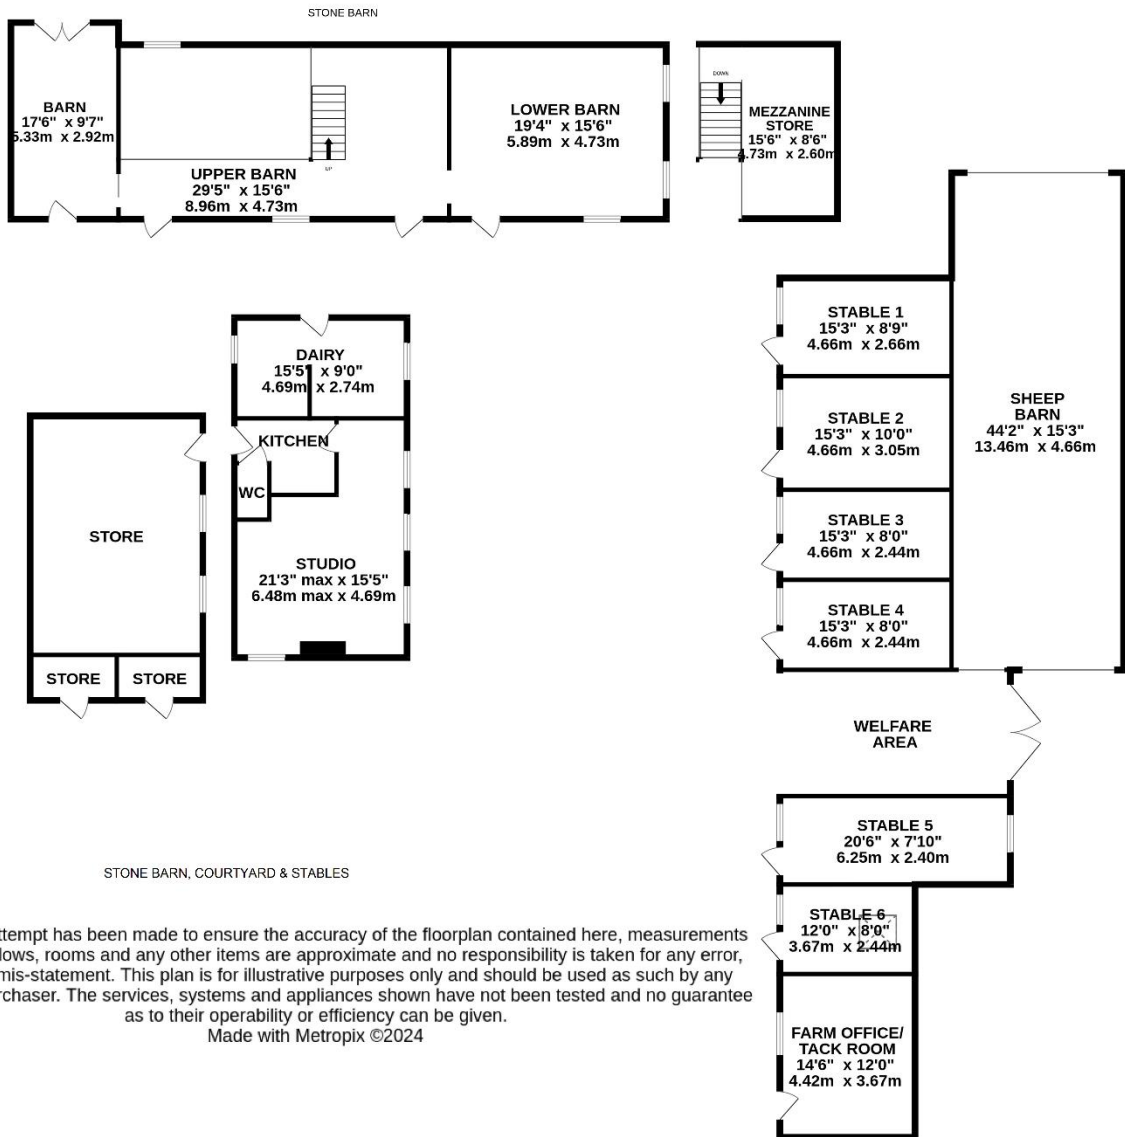 STONE BARN
BARN
17'6" x 9'7"
5.33m x 2.92m
UPPER BARN
29'5" x 15'6"
8.96m x 4.73m
UP
LOWER BARN
19'4" x 15'6"
5.89m x 4.73m
DOWN
MEZZANINE
STORE
15'6" x 8'6"
4.73m x 2.60m
DAIRY
15'5" x 9'0"
4.69m x 2.74m
KITCHEN
WC
STUDIO
21'3" max x 15'5"
6.48m max x 4.69m
STORE
STORE
STORE
STABLE 1
15'3" x 8'9"
4.66m x 2.66m
STABLE 2
15'3" x 10'0"
4.66m x 3.05m
STABLE 3
15'3" x 8'0"
4.66m x 2.44m
STABLE 4
15'3" x 8'0"
4.66m x 2.44m
SHEEP
BARN
44'2" x 15'3"
13.46m x 4.66m
WELFARE
AREA
STABLE 5
20'6" x 7'10"
6.25m x 2.40m
STABLE 6
12'0" x 8'0"
3.67m x 2.44m
FARM OFFICE/
TACK ROOM
14'6" x 12'0"
4.42m x 3.67m
STONE BARN, COURTYARD & STABLES
ttempt has been made to ensure the accuracy of the floorplan contained here, measurements
lows, rooms and any other items are approximate and no responsibility is taken for any error,
mis-statement. This plan is for illustrative purposes only and should be used as such by any
rchaser. The services, systems and appliances shown have not been tested and no guarantee
as to their operability or efficiency can be given.
Made with Metropix ©2024